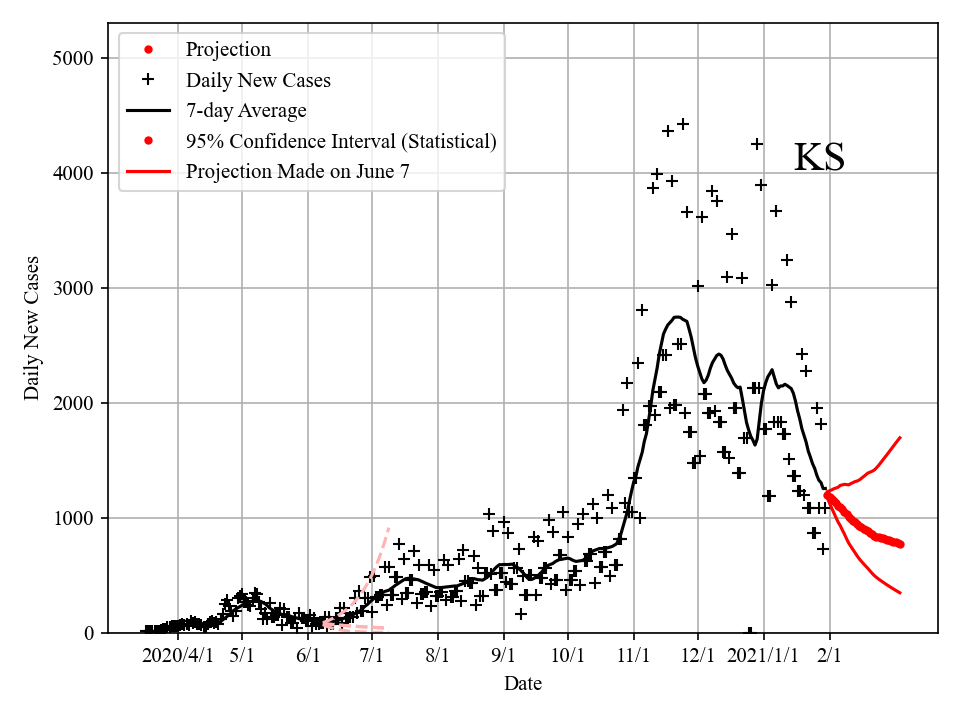 5000
4000
3000
2000
1000
0
Daily New Cases
Projection
Daily New Cases
7-day Average
95% Confidence Interval (Statistical)
Projection Made on June 7
KS
2020/4/1 5/1 6/1 7/1 8/1 9/1 10/1 11/1 12/1 2021/1/1 2/1
Date